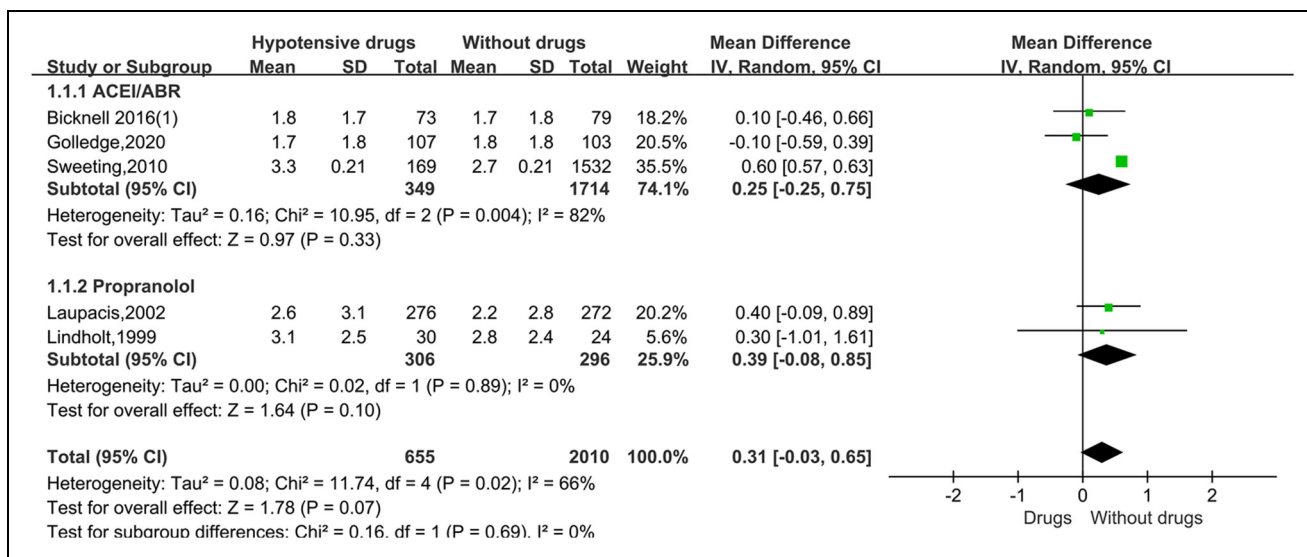 Hypotensive drugs Without drugs Mean Difference Mean Difference
Study or Subgroup Mean SD Total Mean SD Total Weight IV, Random, 95% CI IV, Random, 95% CI
1.1.1 ACEI/ABR
Bicknell 2016(1) 1.8 1.7 73 1.7 1.8 79 18.2% 0.10 [-0.46, 0.66]
Golledge,2020 1.7 1.8 107 1.8 1.8 103 20.5% -0.10 [-0.59, 0.39]
Sweeting,2010 3.3 0.21 169 2.7 0.21 1532 35.5% 0.60 [0.57, 0.63]
Subtotal (95% CI) 349 1714 74.1% 0.25 [-0.25, 0.75]
Heterogeneity: Tau² = 0.16; Chi² = 10.95, df = 2 (P = 0.004); I² = 82%
Test for overall effect: Z = 0.97 (P = 0.33)
1.1.2 Propranolol
Laupacis,2002 2.6 3.1 276 2.2 2.8 272 20.2% 0.40 [-0.09, 0.89]
Lindholt,1999 3.1 2.5 30 2.8 2.4 24 5.6% 0.30 [-1.01, 1.61]
Subtotal (95% CI) 306 296 25.9% 0.39 [-0.08, 0.85]
Heterogeneity: Tau² = 0.00; Chi² = 0.02, df = 1 (P = 0.89); I² = 0%
Test for overall effect: Z = 1.64 (P = 0.10)
Total (95% CI) 655 2010 100.0% 0.31 [-0.03, 0.65]
Heterogeneity: Tau² = 0.08; Chi² = 11.74, df = 4 (P = 0.02); I² = 66%
Test for overall effect: Z = 1.78 (P = 0.07)
Test for subgroup differences: Chi² = 0.16, df = 1 (P = 0.69), I² = 0%
-2 -1 0 1 2
Drugs Without drugs